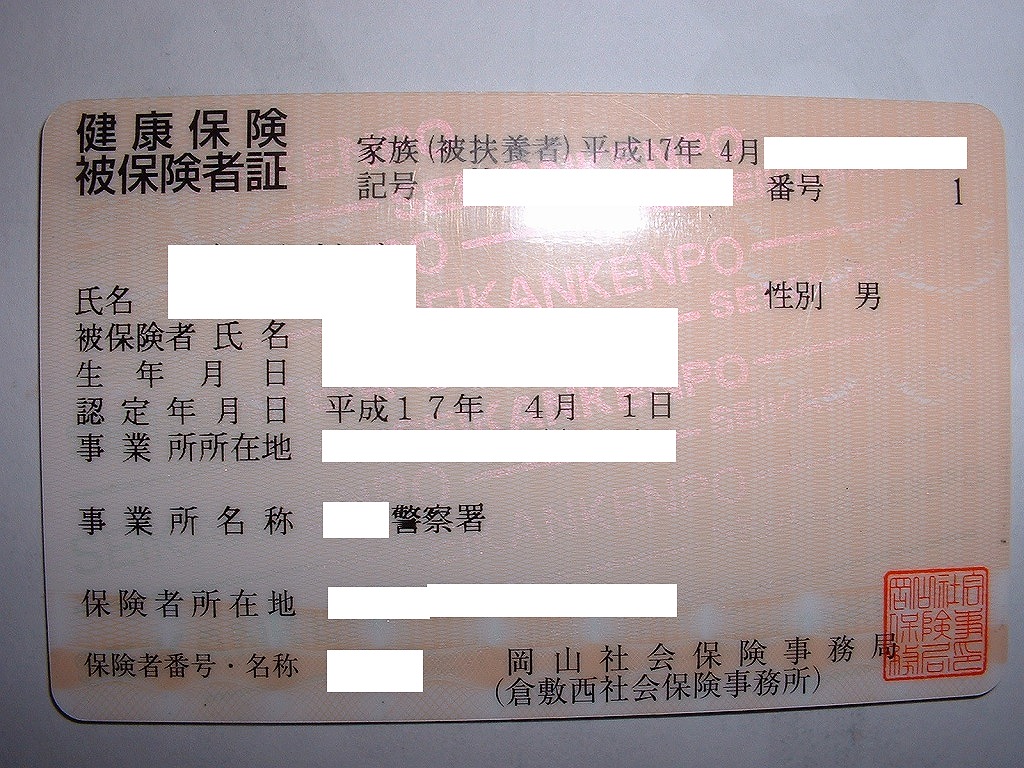 健康保険
被保険者証
家族(被扶養者) 平成17年 4月
記号 番号 1
氏名 性別 男
被保険者氏名
生年月日
認定年月日 平成17年 4月 1日
事業所所在地
事業所名称 警察署
保険者所在地
保険者番号・名称 岡山社会保険事務局
(倉敷西社会保険事務所)
SEIKANKENPO